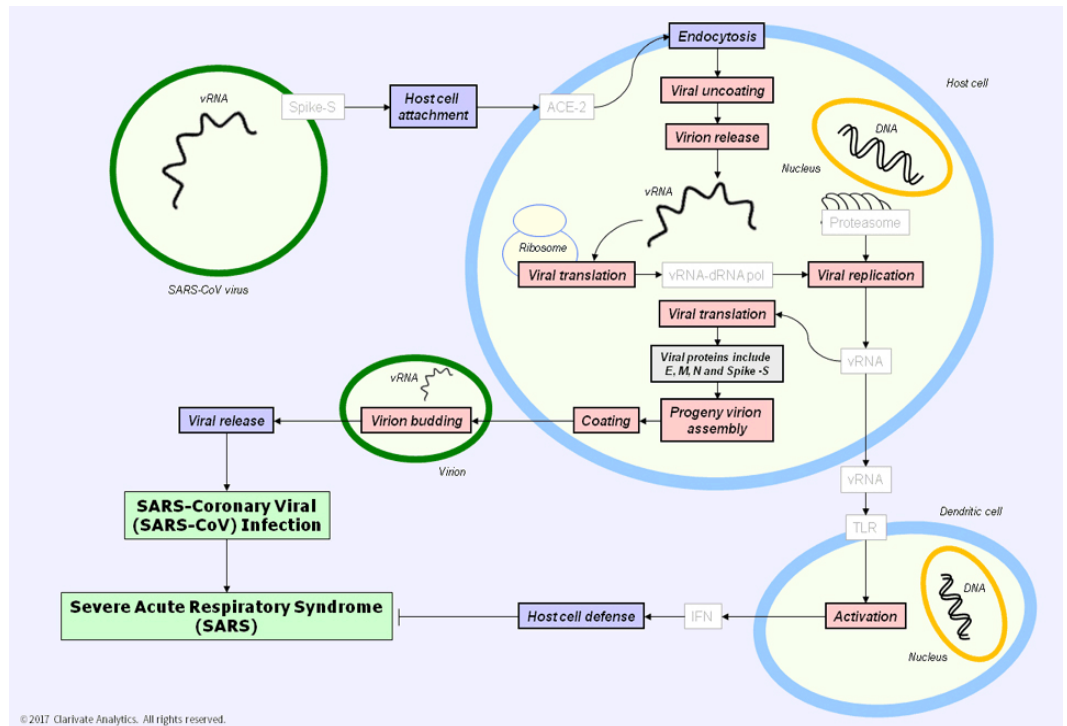 Endocytosis
Host cell
vRNA
Spike-S
Host cell
attachment
ACE-2
Viral uncoating
Virion release
DNA
Nucleus
vRNA
Proteasome
Ribosome
Viral translation
vRNA-dRNA pol
Viral replication
SARS-CoV virus
Viral translation
Viral proteins include
E, M, N and Spike -S
vRNA
vRNA
Viral release
Virion budding
Coating
Progeny virion
assembly
Virion
vRNA
SARS-Coronary Viral
(SARS-CoV) Infection
Dendritic cell
TLR
DNA
Severe Acute Respiratory Syndrome
(SARS)
Host cell defense
IFN
Activation
Nucleus
©2017 Clarivate Analytics. All rights reserved.